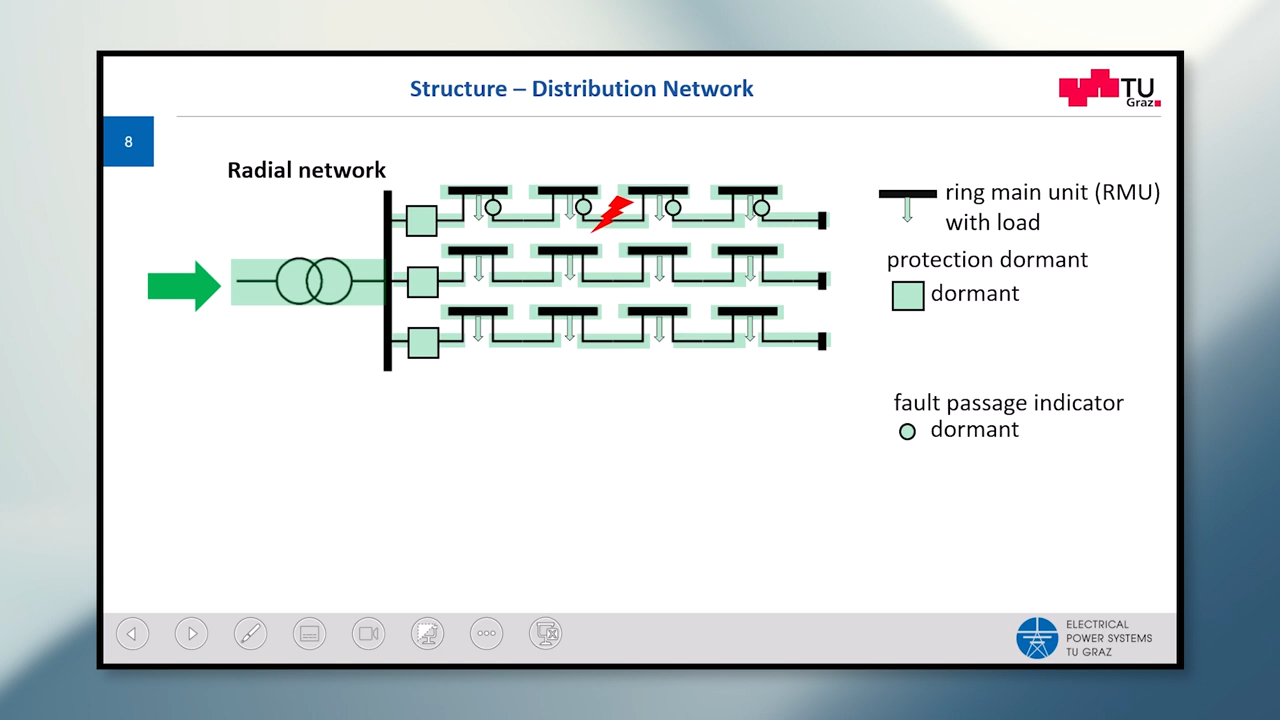 Structure – Distribution Network
TU
Graz
8
Radial network
ring main unit (RMU)
with load
protection dormant
dormant
fault passage indicator
dormant
ELECTRICAL
POWER SYSTEMS
TU GRAZ